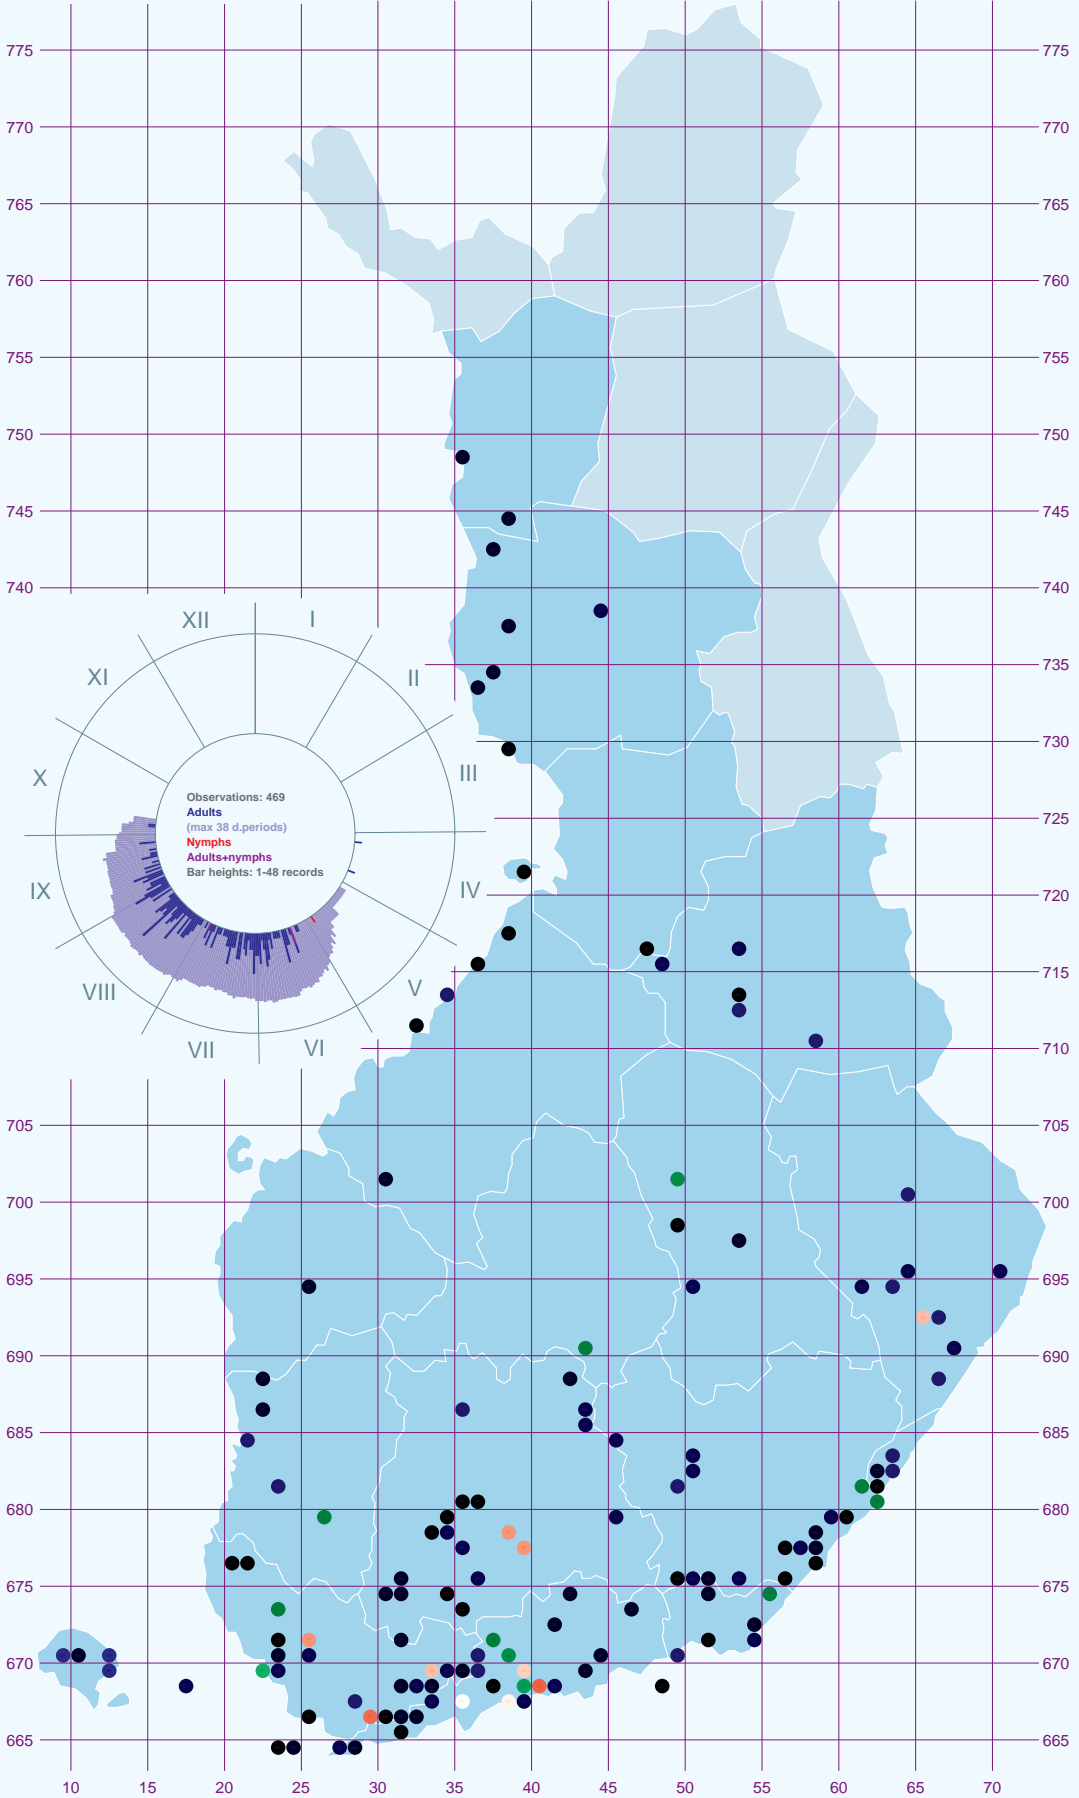 775 775
770 770
765 765
760 760
755 755
750 750
745 745
740 740
XII I
XI II
735 735
730 730
X III
Observations: 469
Adults
(max 38 d.periods)
Nymphs
Adults+nymphs
Bar heights: 1-48 records
725 725
IX IV
720 720
VIII V
715 715
VII VI
710 710
705 705
700 700
695 695
690 690
685 685
680 680
675 675
670 670
665 665
10 15 20 25 30 35 40 45 50 55 60 65 70